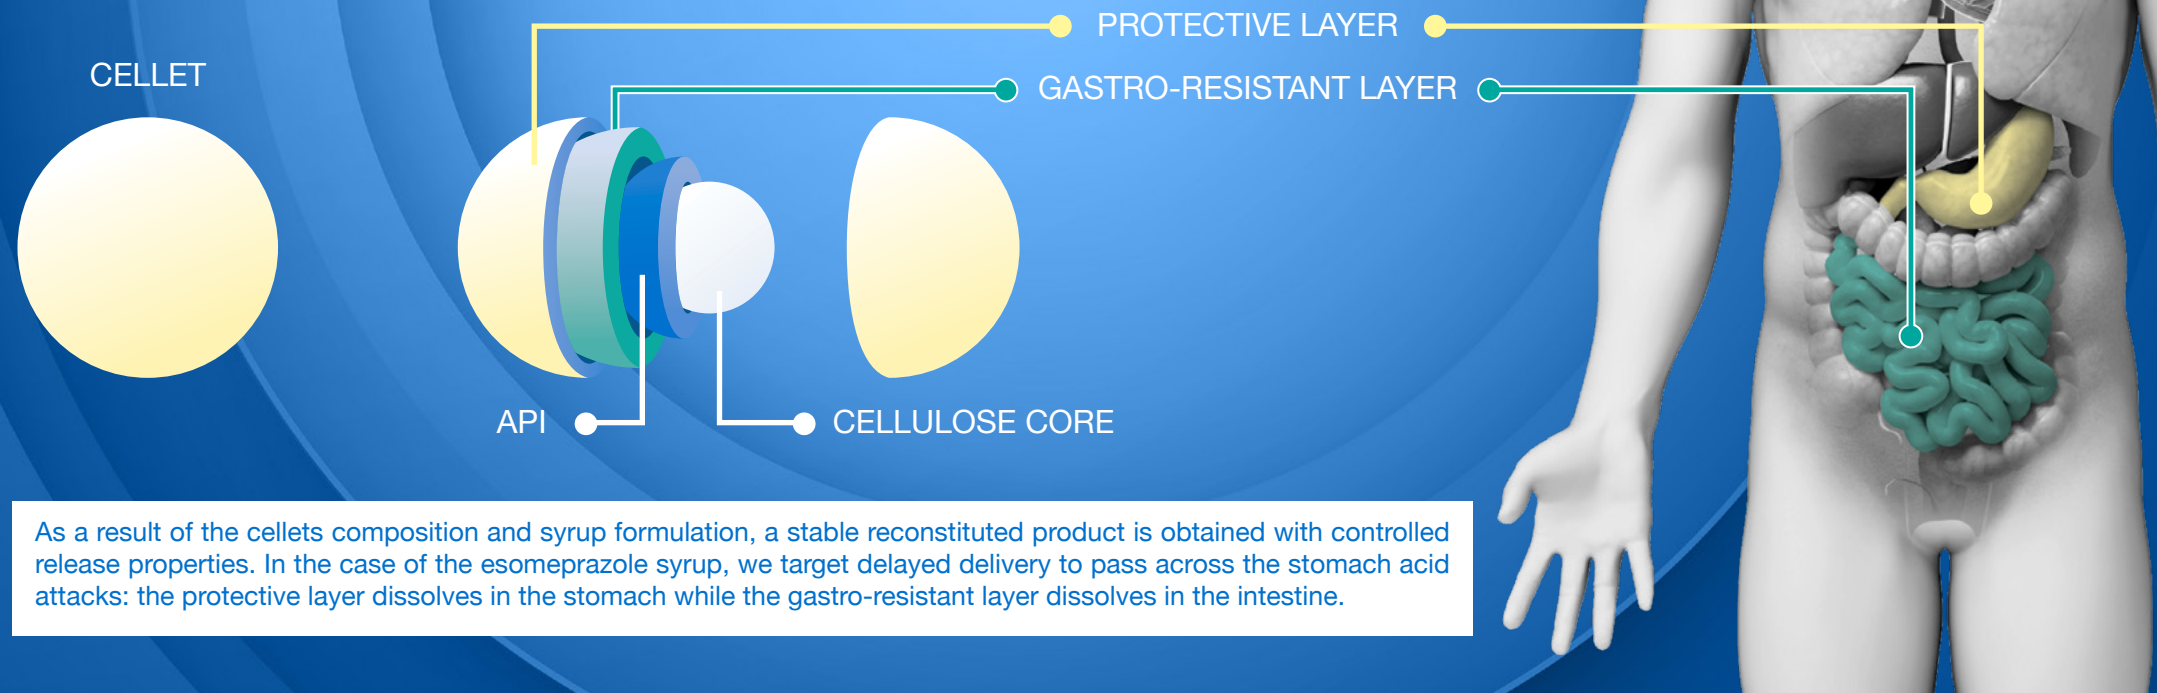 PROTECTIVE LAYER
CELLET
GASTRO-RESISTANT LAYER
API
CELLULOSE CORE
As a result of the cellets composition and syrup formulation, a stable reconstituted product is obtained with controlled
release properties. In the case of the esomeprazole syrup, we target delayed delivery to pass across the stomach acid
attacks: the protective layer dissolves in the stomach while the gastro-resistant layer dissolves in the intestine.